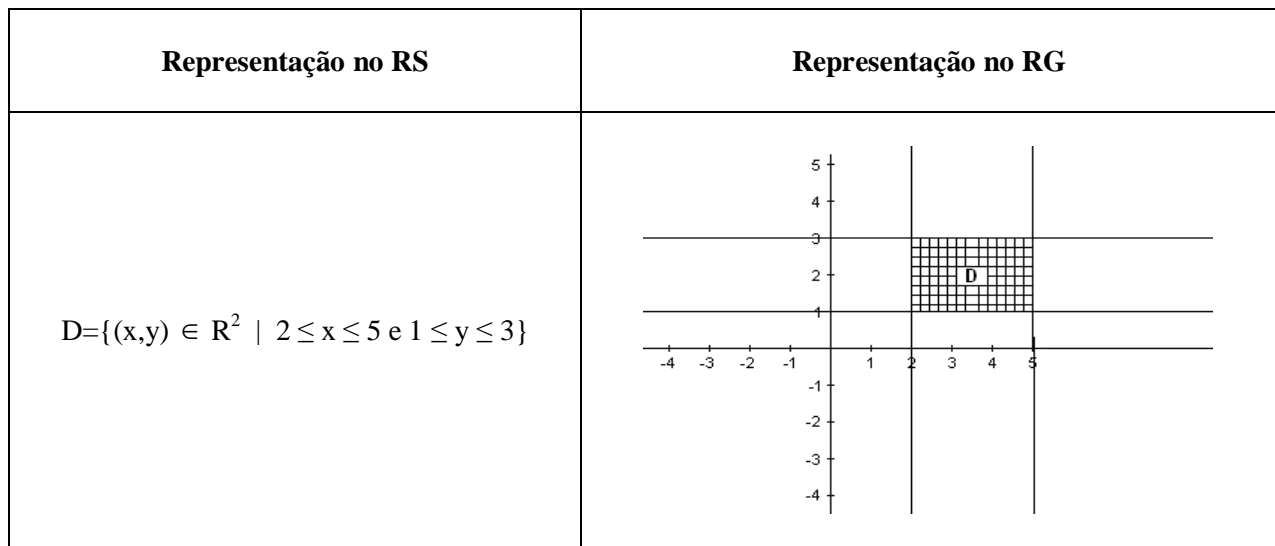 Representação no RS
Representação no RG
D={(x,y) ∈ R² | 2 ≤ x ≤ 5 e 1 ≤ y ≤ 3}
5
4
3
2
D
1
-4 -3 -2 -1 1 2 3 4 5
-1
-2
-3
-4